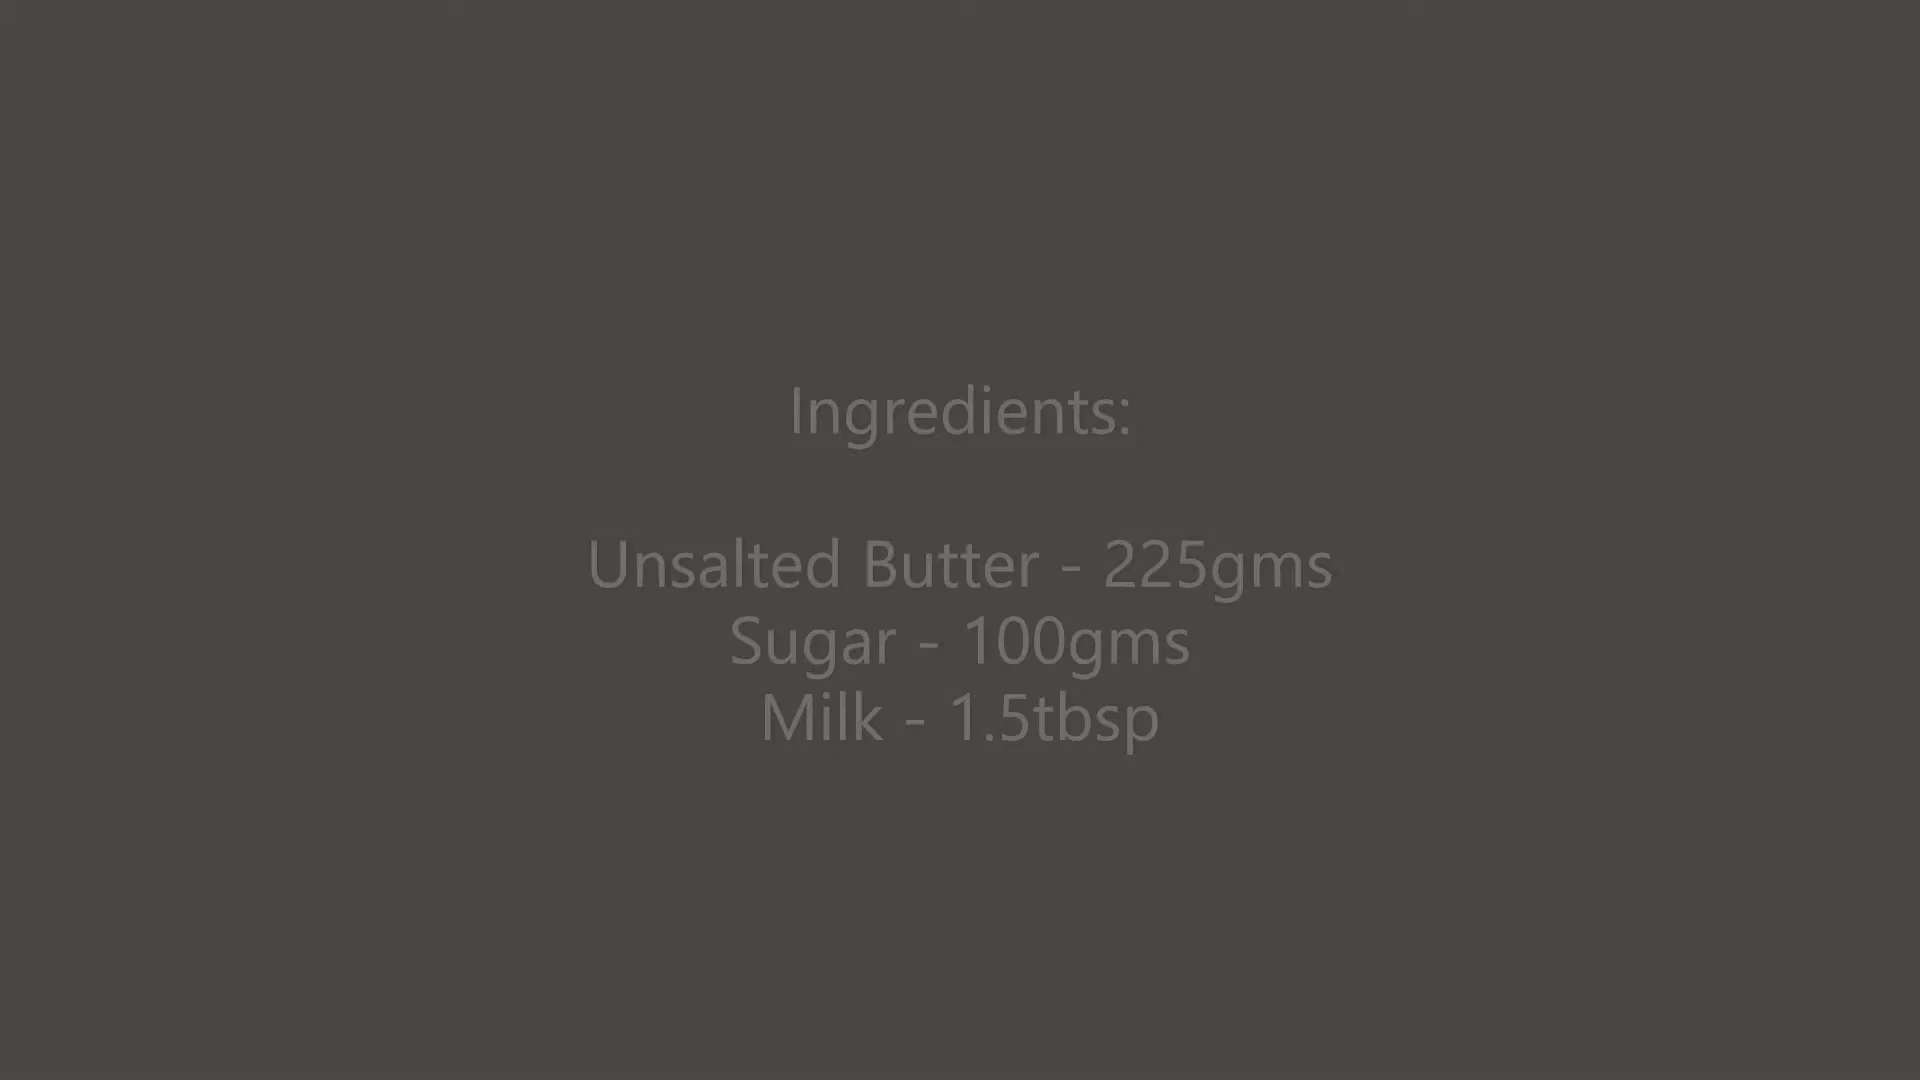 Ingredients:
Unsalted Butter - 225gms
Sugar - 100gms
Milk - 1.5tbsp